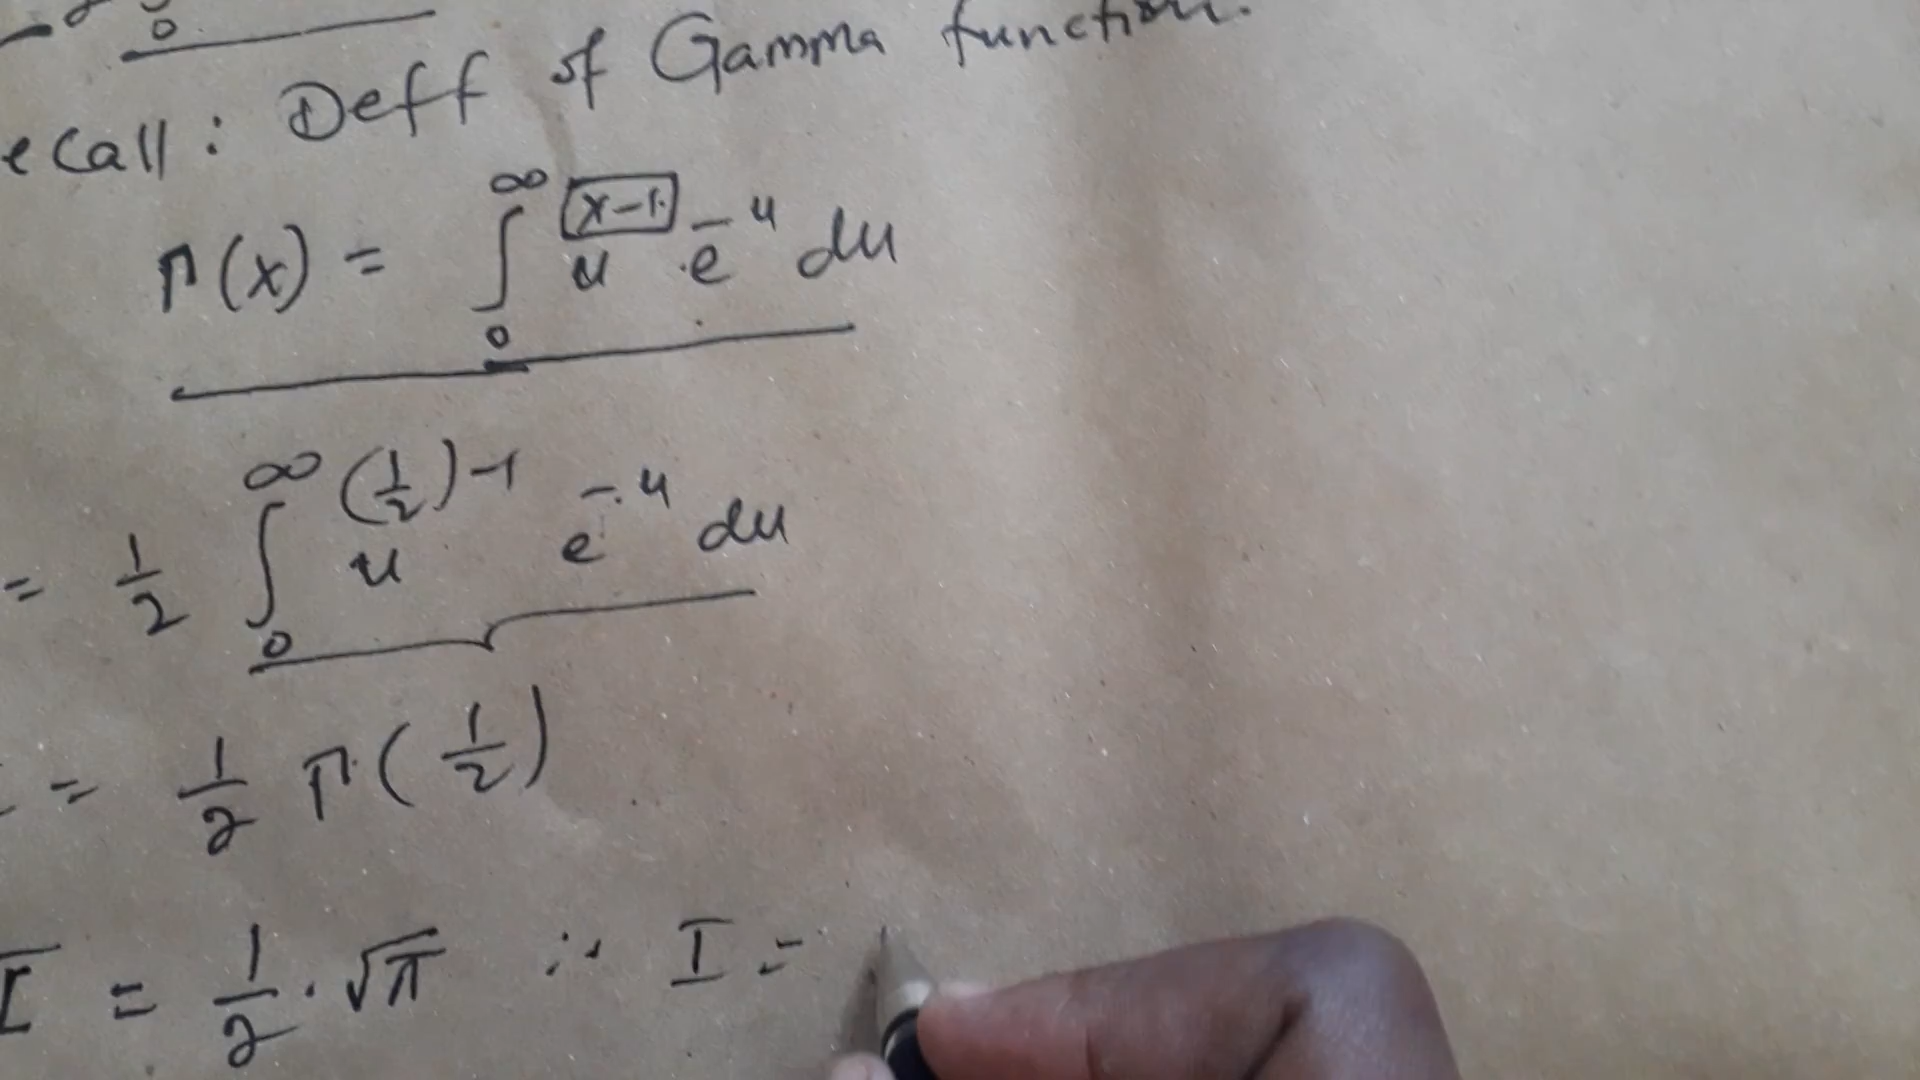 eCall: Deff of Gamma function.
Γ(x) = ∫₀^∞ u^(x-1) e^-u du
= 1/2 ∫₀^∞ u^((1/2)-1) e^-u du
= 1/2 Γ(1/2)
I = 1/2 · √π ∴ I =